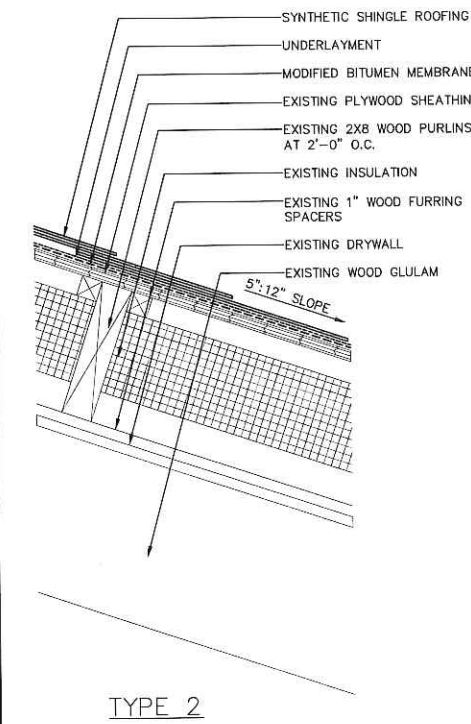 SYNTHETIC SHINGLE ROOFING
UNDERLAYMENT
MODIFIED BITUMEN MEMBRANE
EXISTING PLYWOOD SHEATHIN
EXISTING 2X8 WOOD PURLINS
AT 2'-0" O.C.
EXISTING INSULATION
EXISTING 1" WOOD FURRING
SPACERS
EXISTING DRYWALL
EXISTING WOOD GLULAM
5":12" SLOPE
TYPE 2